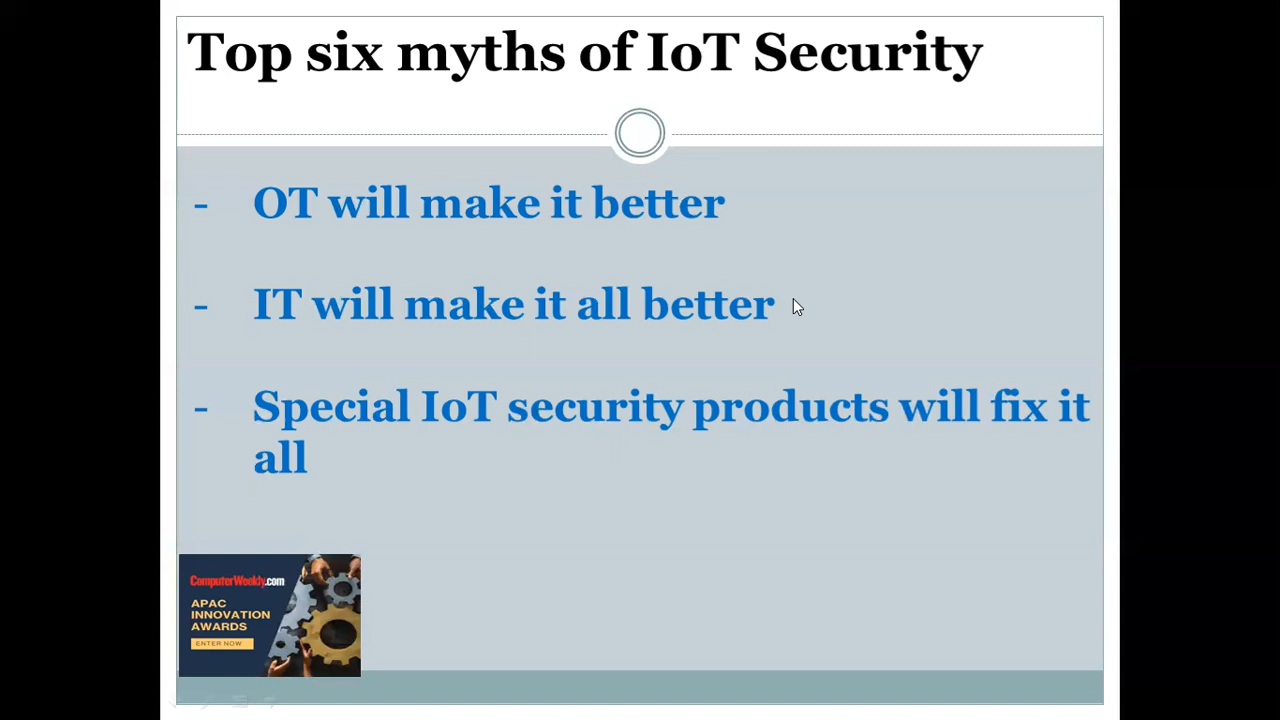 Top six myths of IoT Security
- OT will make it better
- IT will make it all better
- Special IoT security products will fix it
all
ComputerWeekly.com
APAC
INNOVATION
AWARDS
ENTER NOW